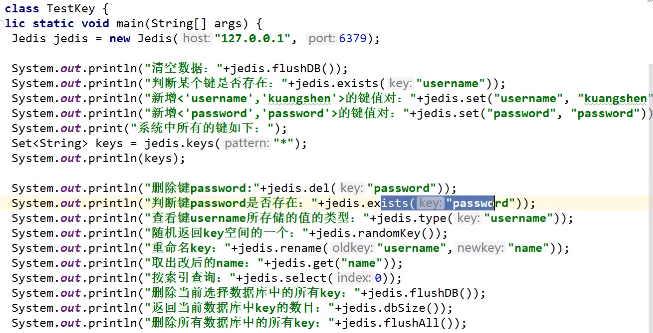 class TestKey {
lic static void main(String[] args) {
Jedis jedis = new Jedis( host: "127.0.0.1", port: 6379);
System.out.println("清空数据："+jedis.flushDB());
System.out.println("判断某个键是否存在："+jedis.exists( key: "username"));
System.out.println("新增<'username','kuangshen'>的键值对："+jedis.set("username", "kuangshen"
System.out.println("新增<'password','password'>的键值对："+jedis.set("password", "password"))
System.out.print("系统中所有的键如下：");
Set<String> keys = jedis.keys( pattern: "*");
System.out.println(keys);
System.out.println("删除键password:"+jedis.del( key: "password"));
System.out.println("判断键password是否存在："+jedis.exists( key: "password"));
System.out.println("查看键username所存储的值的类型："+jedis.type( key: "username"));
System.out.println("随机返回key空间的一个："+jedis.randomKey());
System.out.println("重命名key："+jedis.rename( oldkey: "username", newkey: "name"));
System.out.println("取出改后的name："+jedis.get("name"));
System.out.println("按索引查询："+jedis.select( index: 0));
System.out.println("删除当前选择数据库中的所有key："+jedis.flushDB());
System.out.println("返回当前数据库中key的数目："+jedis.dbSize());
System.out.println("删除所有数据库中的所有key："+jedis.flushAll());